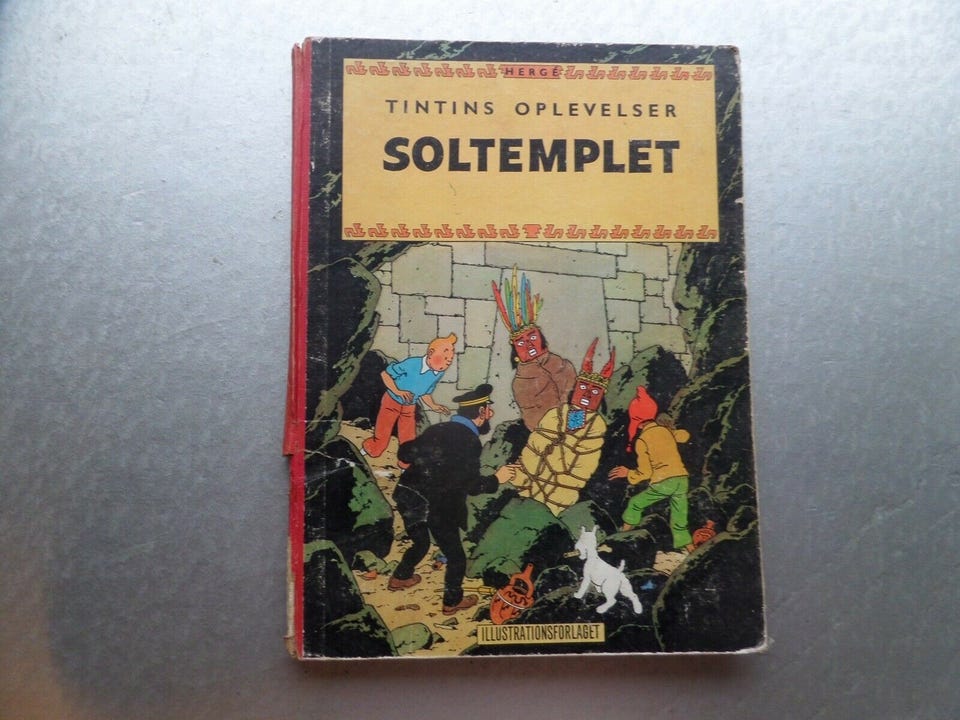 HERGÉ
TINTINS OPLEVELSER
SOLTEMPLET
ILLUSTRATIONSFORLAGET